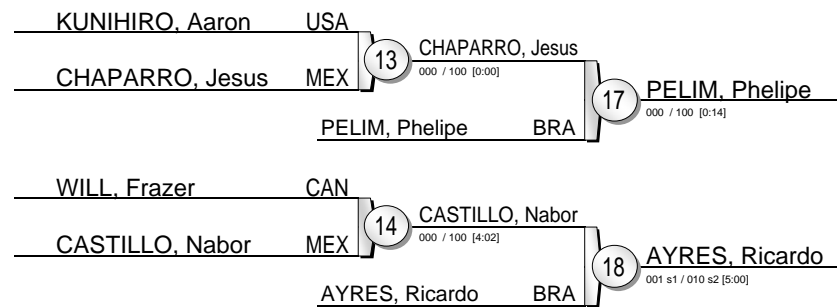 KUNIHIRO, Aaron USA
13 CHAPARRO, Jesus
000 / 100 [0:00]
CHAPARRO, Jesus MEX
17 PELIM, Phelipe
000 / 100 [0:14]
PELIM, Phelipe BRA
WILL, Frazer CAN
14 CASTILLO, Nabor
000 / 100 [4:02]
CASTILLO, Nabor MEX
18 AYRES, Ricardo
001 s1 / 010 s2 [5:00]
AYRES, Ricardo BRA